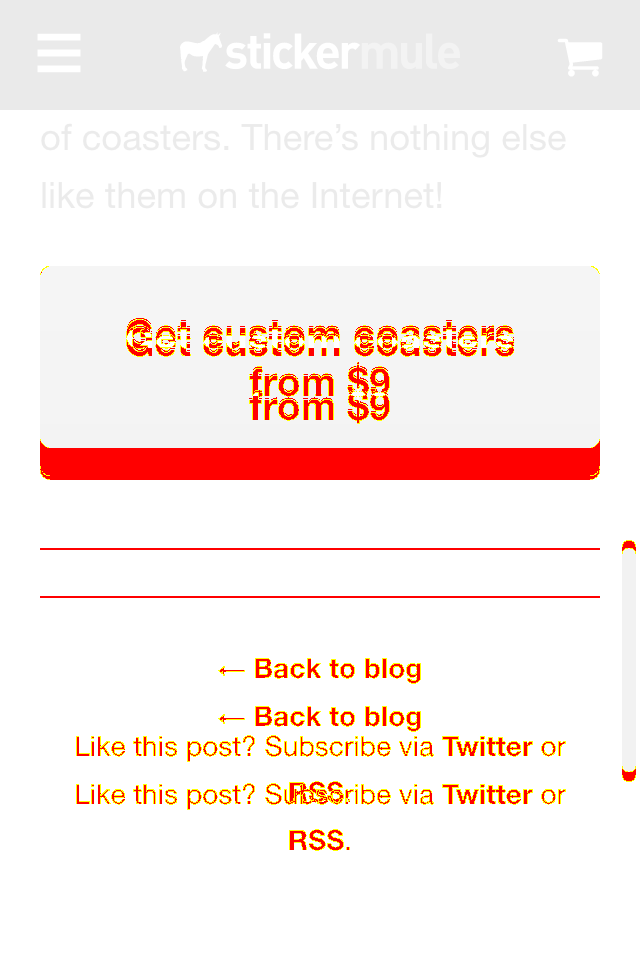 stickermule
of coasters. There's nothing else
like them on the Internet!
Get custom coasters
from $9
from $9
← Back to blog
← Back to blog
Like this post? Subscribe via Twitter or
RSS.
Like this post? Subscribe via Twitter or
RSS.